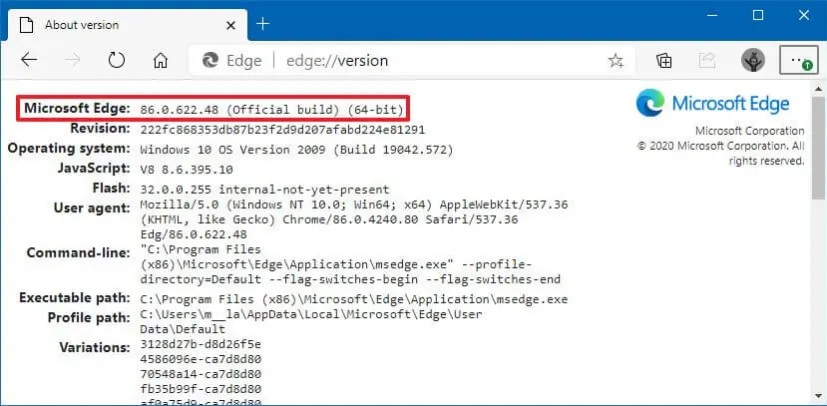 About version
Edge edge://version
Microsoft Edge: 86.0.622.48 (Official build) (64-bit)
Microsoft Edge
Revision: 222fc868353db87b23f2d9d207afabd224e81291
Microsoft Corporation
Operating system: Windows 10 OS Version 2009 (Build 19042.572)
© 2020 Microsoft Corporation. All
rights reserved.
JavaScript: V8 8.6.395.10
Flash: 32.0.0.255 internal-not-yet-present
User agent: Mozilla/5.0 (Windows NT 10.0; Win64; x64) AppleWebKit/537.36
(KHTML, like Gecko) Chrome/86.0.4240.80 Safari/537.36
Edg/86.0.622.48
Command-line: "C:\Program Files
(x86)\Microsoft\Edge\Application\msedge.exe" --profile-
directory=Default --flag-switches-begin --flag-switches-end
Executable path: C:\Program Files (x86)\Microsoft\Edge\Application\msedge.exe
Profile path: C:\Users\m__la\AppData\Local\Microsoft\Edge\User
Data\Default
Variations: 3128d27b-d8d26f5e
4586096e-ca7d8d80
70548a14-ca7d8d80
fb35b99f-ca7d8d80
af0a75d9-ca7d8d80